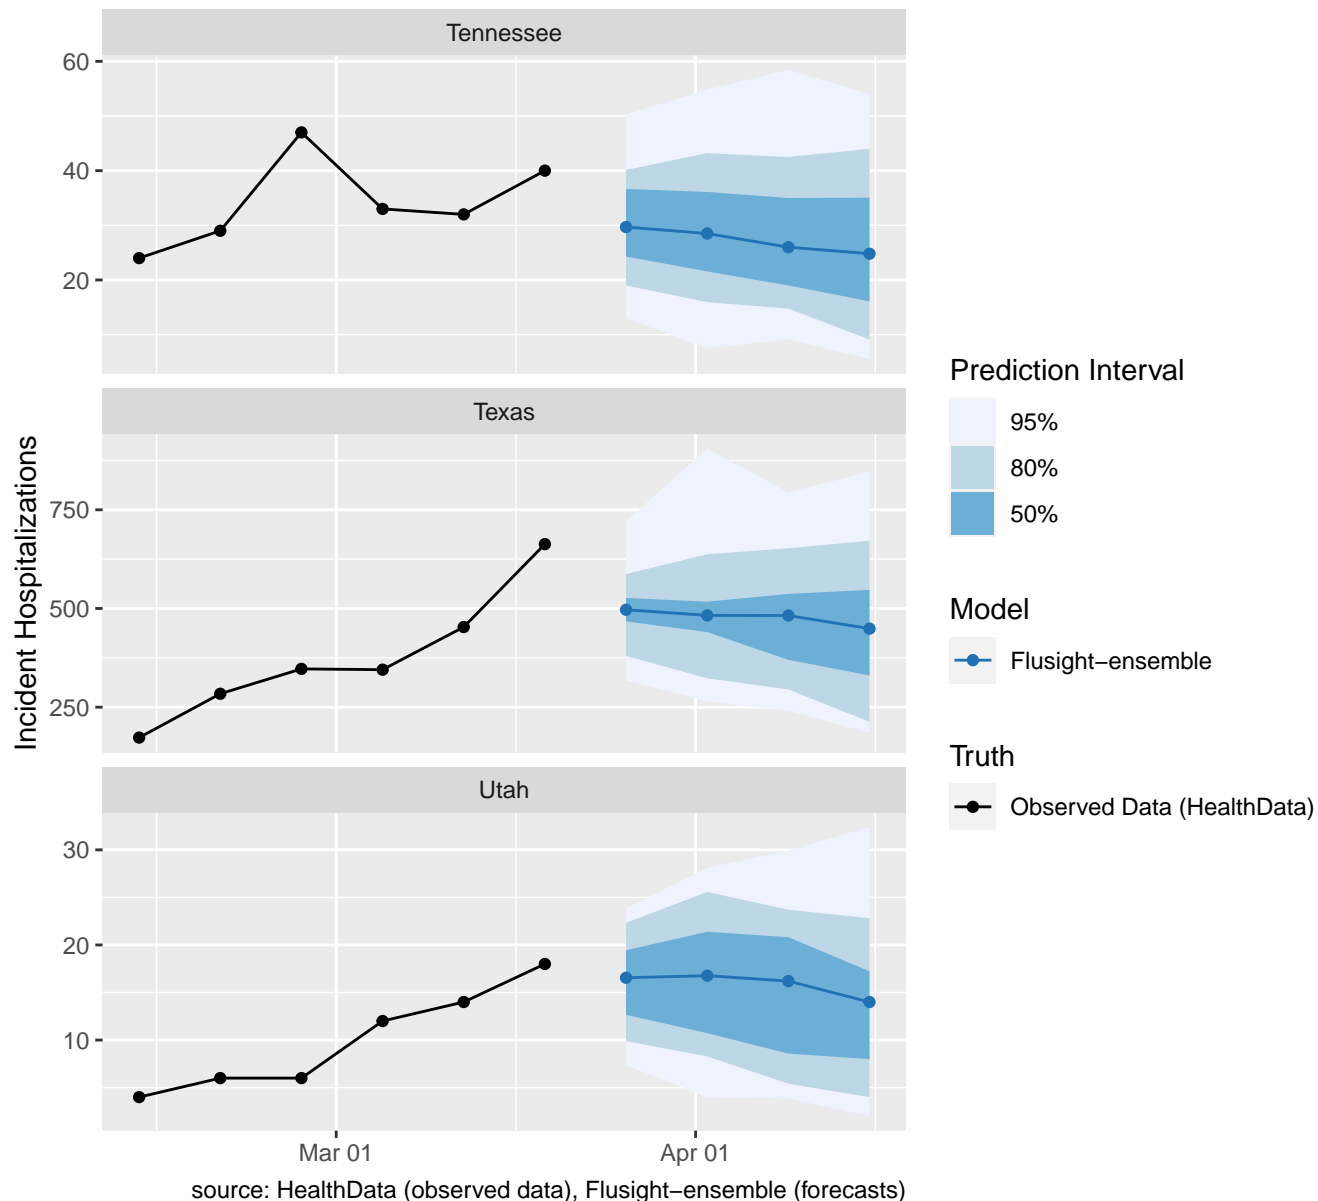 Tennessee
60
40
20
Texas
750
500
250
Utah
30
20
10
Mar 01
Apr 01
Incident Hospitalizations
source: HealthData (observed data), Flusight−ensemble (forecasts)
Prediction Interval
95%
80%
50%
Model
Flusight−ensemble
Truth
Observed Data (HealthData)